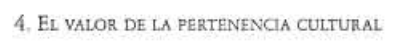 4. EL VALOR DE LA PERTENENCIA CULTURAL